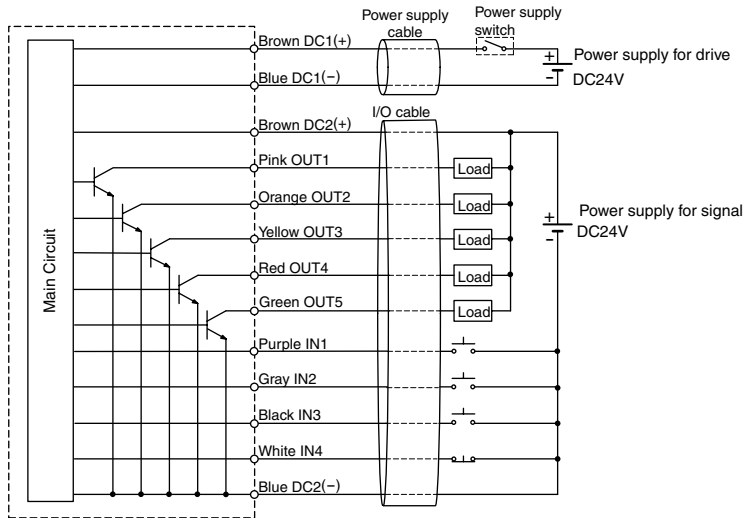 Power supply cable
Power supply switch
Brown DC1(+)
+
Power supply for drive
Blue DC1(−)
−
DC24V
I/O cable
Brown DC2(+)
Pink OUT1
Load
Orange OUT2
Load
+
Power supply for signal
DC24V
−
Yellow OUT3
Load
Red OUT4
Load
Green OUT5
Load
Main Circuit
Purple IN1
Gray IN2
Black IN3
White IN4
Blue DC2(−)